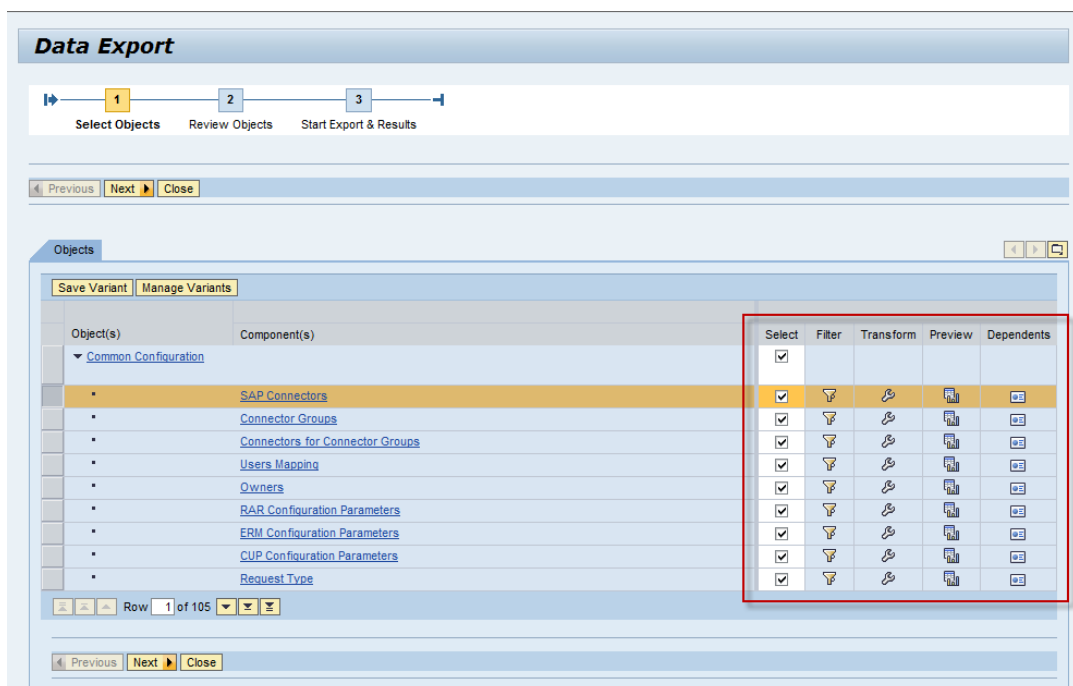 Data Export
1 2 3
Select Objects Review Objects Start Export & Results
Previous Next Close
Objects
Save Variant Manage Variants
Object(s) Component(s) Select Filter Transform Preview Dependents
Common Configuration
SAP Connectors
Connector Groups
Connectors for Connector Groups
Users Mapping
Owners
RAR Configuration Parameters
ERM Configuration Parameters
CUP Configuration Parameters
Request Type
Row 1 of 105
Previous Next Close